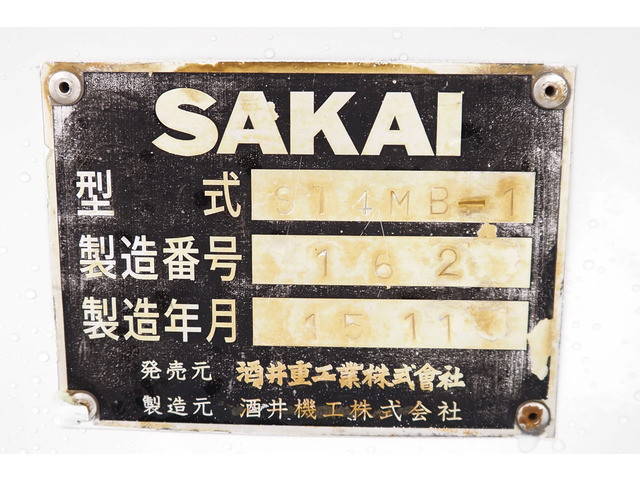 SAKAI
型式 ST4MB-1
製造番号 162
製造年月 15 11
発売元 酒井重工業株式會社
製造元 酒井機工株式会社